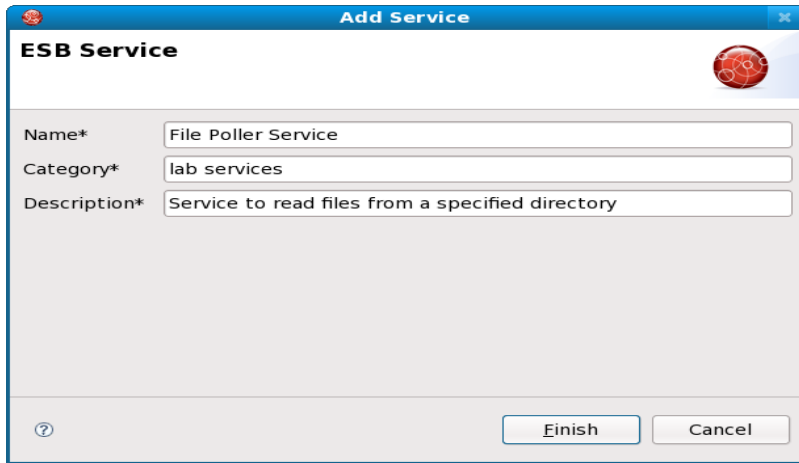 Add Service
ESB Service
Name* File Poller Service
Category* lab services
Description* Service to read files from a specified directory
? Finish Cancel